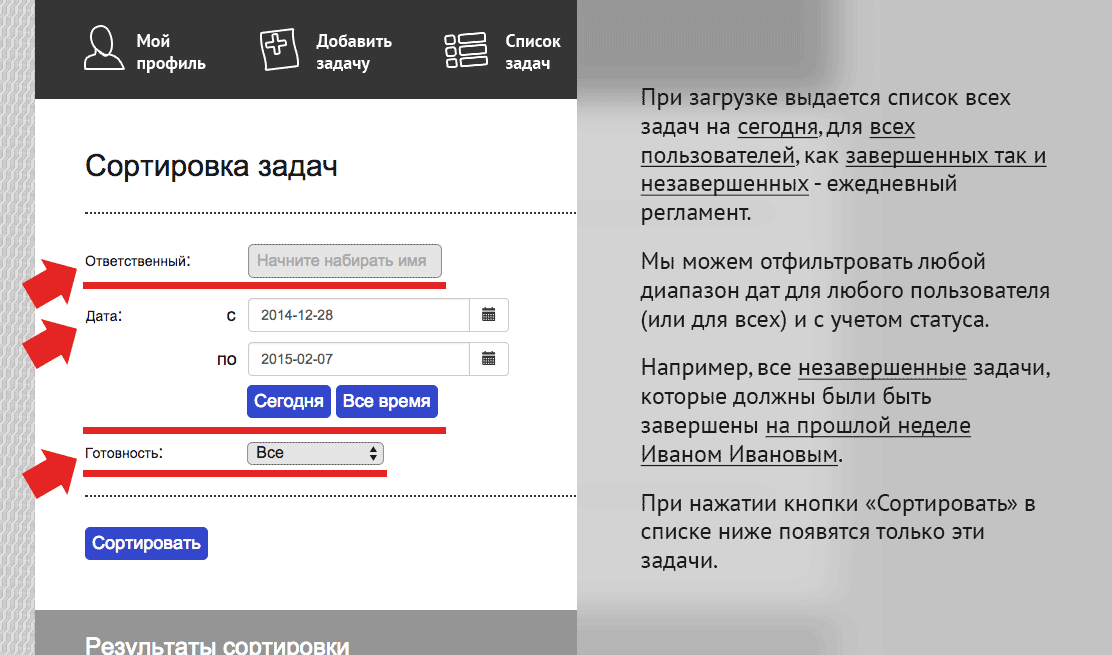 Мой
профиль
Добавить
задачу
Список
задач
Сортировка задач
Ответственный: Начните набирать имя
Дата: с 2014-12-28
по 2015-02-07
Сегодня Все время
Готовность: Все
Сортировать
Результаты сортировки
При загрузке выдается список всех
задач на сегодня, для всех
пользователей, как завершенных так и
незавершенных - ежедневный
регламент.
Мы можем отфильтровать любой
диапазон дат для любого пользователя
(или для всех) и с учетом статуса.
Например, все незавершенные задачи,
которые должны были быть
завершены на прошлой неделе
Иваном Ивановым.
При нажатии кнопки «Сортировать» в
списке ниже появятся только эти
задачи.